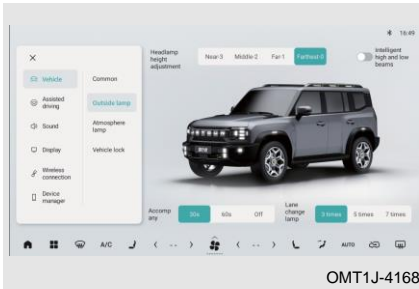 16:49
Headlamp
height
adjustment
Near-3 Middle-2 Far-1 Farthest-0
Intelligent
high and low
beams
Vehicle
Common
Assisted
driving
Outside lamp
Sound
Atmosphere
lamp
Display
Vehicle lock
Wireless
connection
Device
manager
Accomp
any
30s 60s Off
Lane
change
lamp
3 times 5 times 7 times
A/C
- -
- -
AUTO
OMT1J-4168